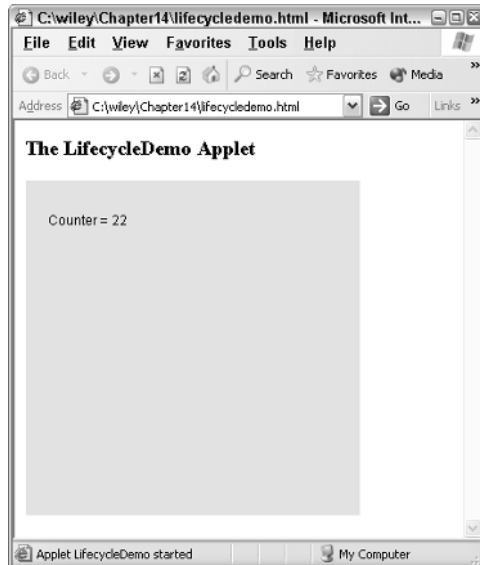 C:\wiley\Chapter14\lifecycledemo.html - Microsoft Int...
File Edit View Favorites Tools Help
Back Search Favorites Media »
Address C:\wiley\Chapter14\lifecycledemo.html Go Links »
The LifecycleDemo Applet
Counter = 22
Applet LifecycleDemo started My Computer